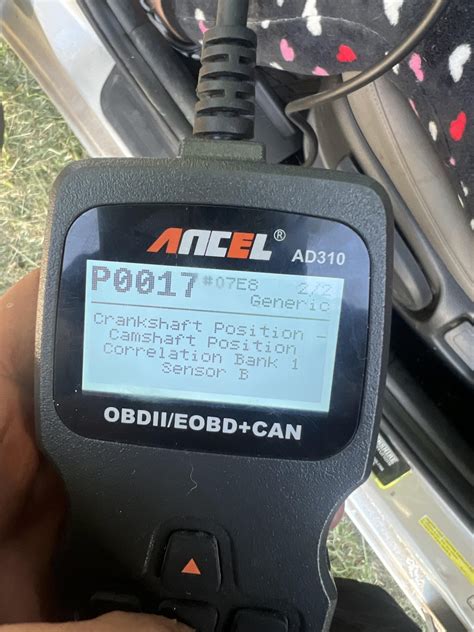 ANCEL®
AD310
P0017 #07E8 2/2
Generic
Crankshaft Position -
Camshaft Position
Correlation Bank 1
Sensor B
OBDII/EOBD+CAN